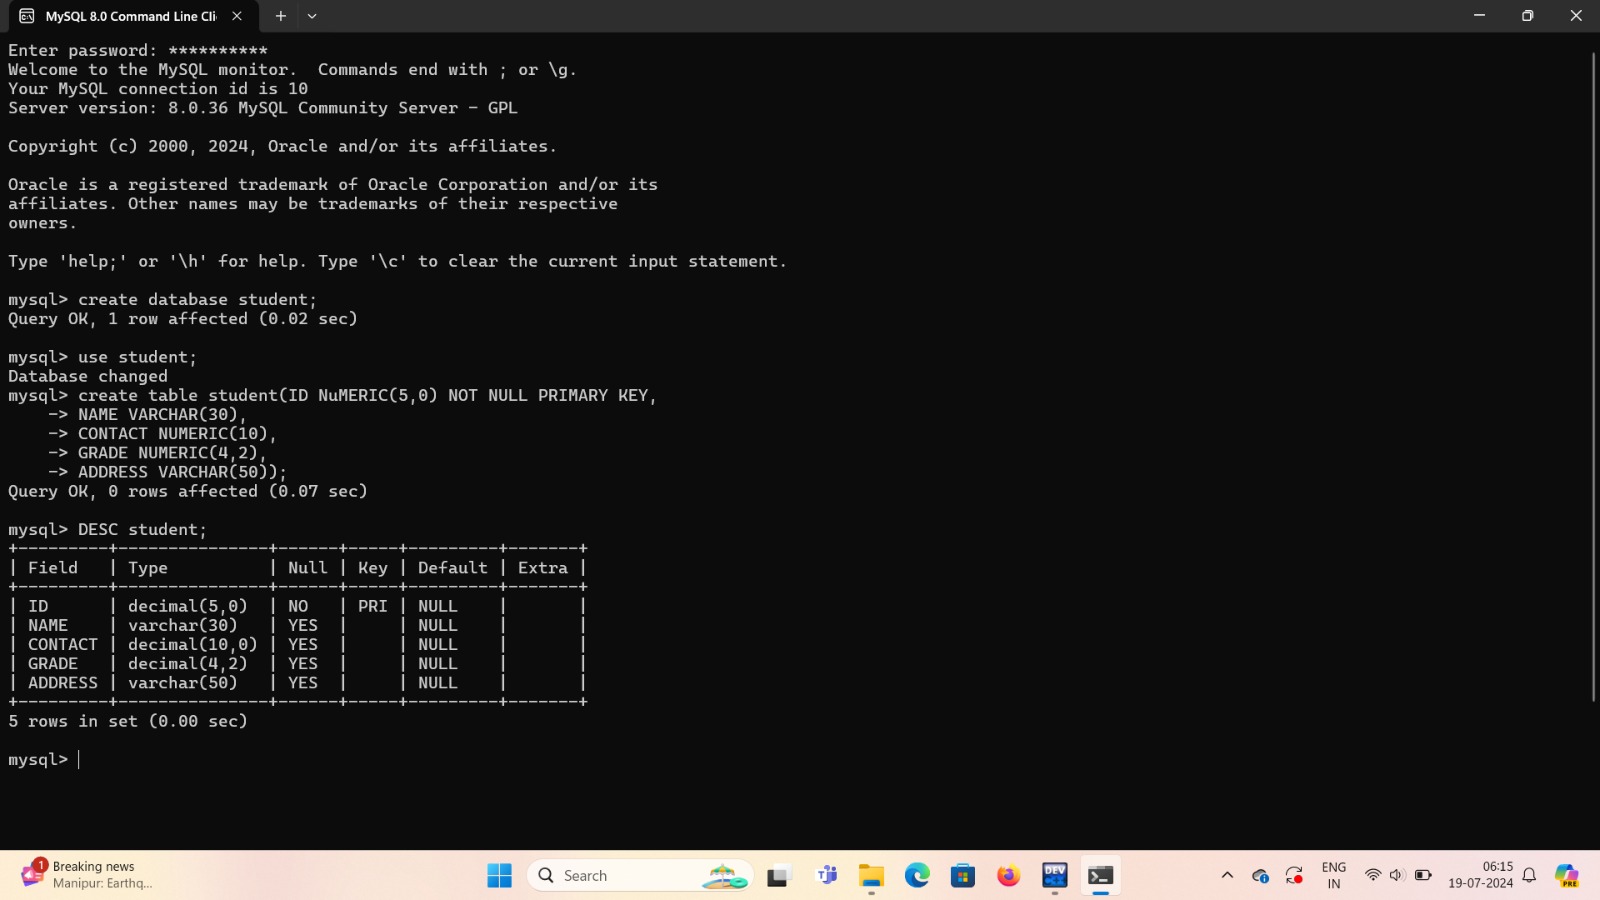 MySQL 8.0 Command Line Cli
Enter password: **********
Welcome to the MySQL monitor.  Commands end with ; or \g.
Your MySQL connection id is 10
Server version: 8.0.36 MySQL Community Server - GPL
Copyright (c) 2000, 2024, Oracle and/or its affiliates.
Oracle is a registered trademark of Oracle Corporation and/or its
affiliates. Other names may be trademarks of their respective
owners.
Type 'help;' or '\h' for help. Type '\c' to clear the current input statement.
mysql> create database student;
Query OK, 1 row affected (0.02 sec)
mysql> use student;
Database changed
mysql> create table student(ID NuMERIC(5,0) NOT NULL PRIMARY KEY,
    -> NAME VARCHAR(30),
    -> CONTACT NUMERIC(10),
    -> GRADE NUMERIC(4,2),
    -> ADDRESS VARCHAR(50));
Query OK, 0 rows affected (0.07 sec)
mysql> DESC student;
+---------+---------------+------+-----+---------+-------+
| Field   | Type          | Null | Key | Default | Extra |
+---------+---------------+------+-----+---------+-------+
| ID      | decimal(5,0)  | NO   | PRI | NULL    |       |
| NAME    | varchar(30)   | YES  |     | NULL    |       |
| CONTACT | decimal(10,0) | YES  |     | NULL    |       |
| GRADE   | decimal(4,2)  | YES  |     | NULL    |       |
| ADDRESS | varchar(50)   | YES  |     | NULL    |       |
+---------+---------------+------+-----+---------+-------+
5 rows in set (0.00 sec)
mysql>
1
Breaking news
Manipur: Earthq...
Search
DEV
ENG
IN
06:15
19-07-2024
PRE